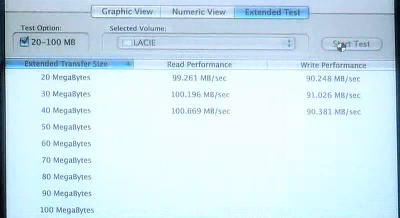 Graphic View Numeric View Extended Test
Test Option: Selected Volume:
20-100 MB LACIE Start Test
Extended Transfer Size Read Performance Write Performance
20 MegaBytes 99.261 MB/sec 90.248 MB/sec
30 MegaBytes 100.196 MB/sec 91.026 MB/sec
40 MegaBytes 100.669 MB/sec 90.381 MB/sec
50 MegaBytes
60 MegaBytes
70 MegaBytes
80 MegaBytes
90 MegaBytes
100 MegaBytes